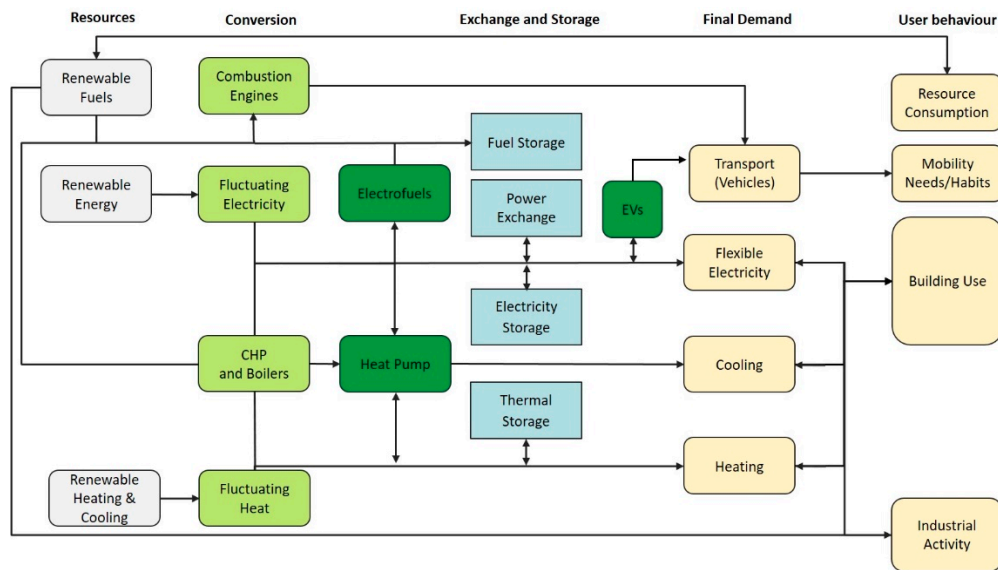 Resources
Conversion
Exchange and Storage
Final Demand
User behaviour
Renewable
Fuels
Combustion
Engines
Resource
Consumption
Fuel Storage
Renewable
Energy
Fluctuating
Electricity
Electrofuels
Power
Exchange
EVs
Transport
(Vehicles)
Mobility
Needs/Habits
Flexible
Electricity
Building Use
Electricity
Storage
CHP
and Boilers
Heat Pump
Cooling
Thermal
Storage
Renewable
Heating &
Cooling
Fluctuating
Heat
Heating
Industrial
Activity